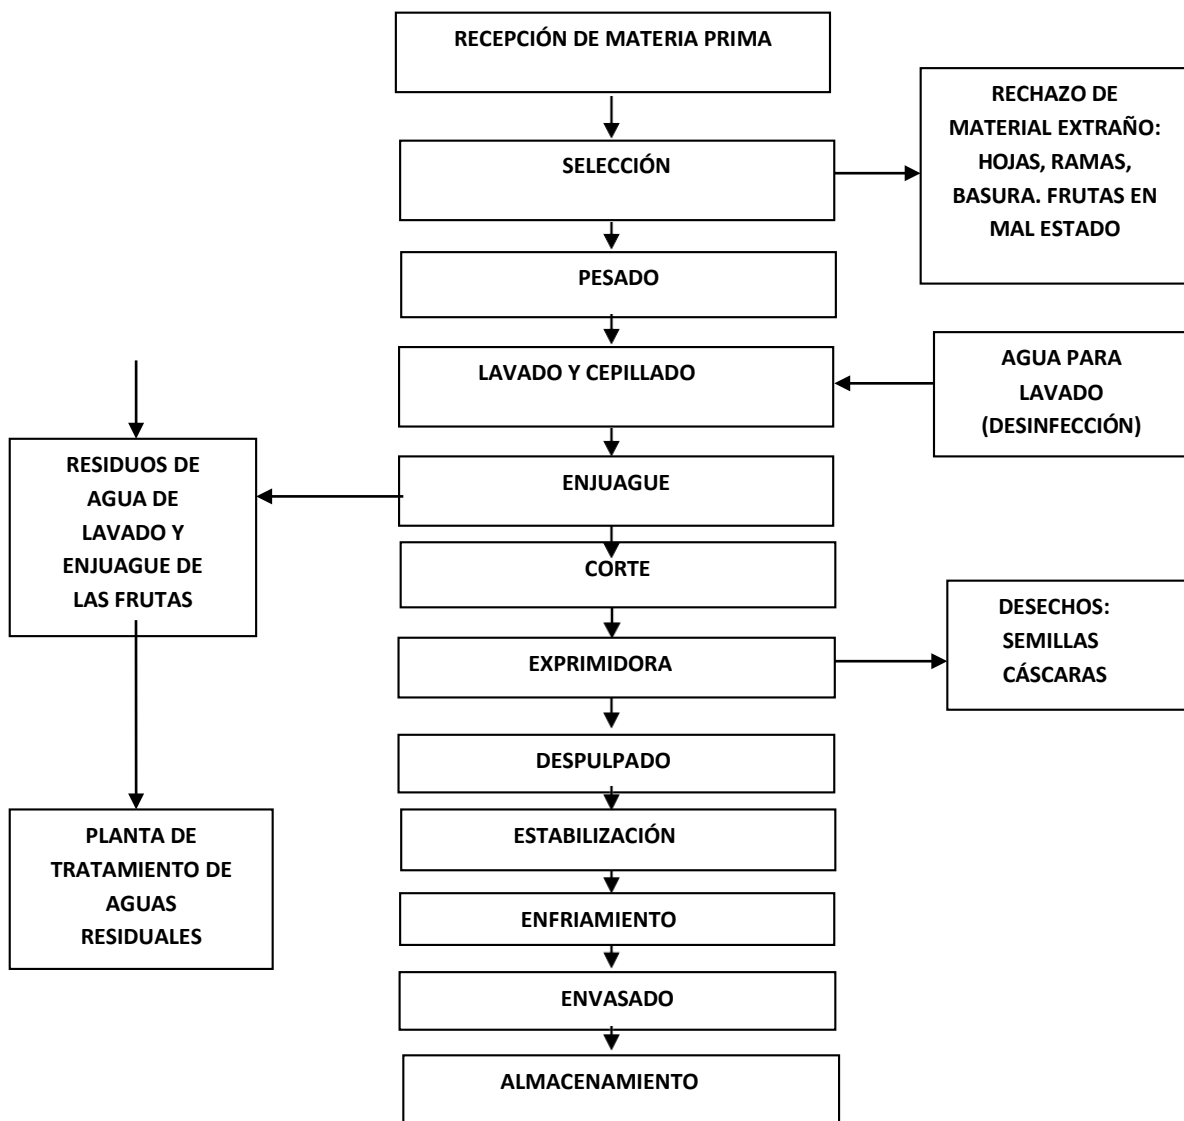 RECEPCIÓN DE MATERIA PRIMA
RECHAZO DE
MATERIAL EXTRAÑO:
HOJAS, RAMAS,
BASURA. FRUTAS EN
MAL ESTADO
SELECCIÓN
PESADO
LAVADO Y CEPILLADO
AGUA PARA
LAVADO
(DESINFECCIÓN)
RESIDUOS DE
AGUA DE
LAVADO Y
ENJUAGUE DE
LAS FRUTAS
ENJUAGUE
CORTE
EXPRIMIDORA
DESECHOS:
SEMILLAS
CÁSCARAS
DESPULPADO
ESTABILIZACIÓN
PLANTA DE
TRATAMIENTO DE
AGUAS
RESIDUALES
ENFRIAMIENTO
ENVASADO
ALMACENAMIENTO